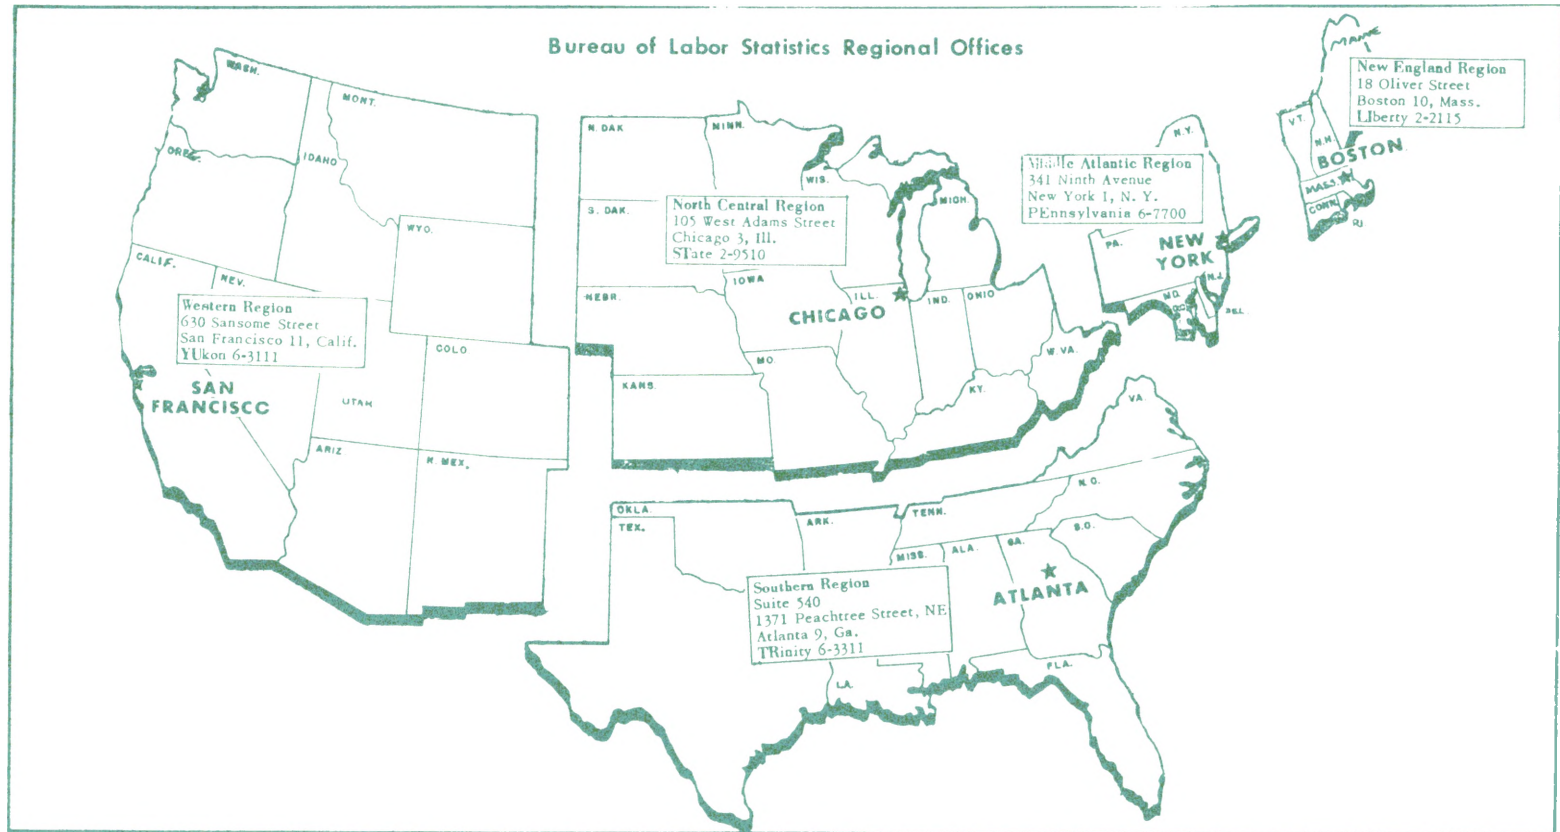 Bureau of Labor Statistics Regional Offices
MAINE
New England Region
18 Oliver Street
Boston 10, Mass.
LIberty 2-2115
VT.
N.H.
BOSTON
MASS.
CONN.
RI
N.Y.
Middle Atlantic Region
341 Ninth Avenue
New York 1, N. Y.
PEnnsylvania 6-7700
PA.
NEW
YORK
N.J.
MD.
D.C.
DEL.
WASH.
MONT.
OREG.
IDAHO
WYO.
CALIF.
NEV.
Western Region
630 Sansome Street
San Francisco 11, Calif.
YUkon 6-3111
SAN
FRANCISCO
COLO
UTAH
ARIZ
N. MEX.
N. DAK
MINN.
WIS.
S. DAK.
MICH.
North Central Region
105 West Adams Street
Chicago 3, Ill.
STate 2-9510
IOWA
NEBR.
ILL.
IND.
OHIO
CHICAGO
MO.
W.VA.
KANS.
KY.
VA.
OKLA.
TEX.
ARK.
TENN.
N.C.
S.C.
MISS.
ALA.
GA.
ATLANTA
Southern Region
Suite 540
1371 Peachtree Street, NE
Atlanta 9, Ga.
TRinity 6-3311
LA.
FLA.